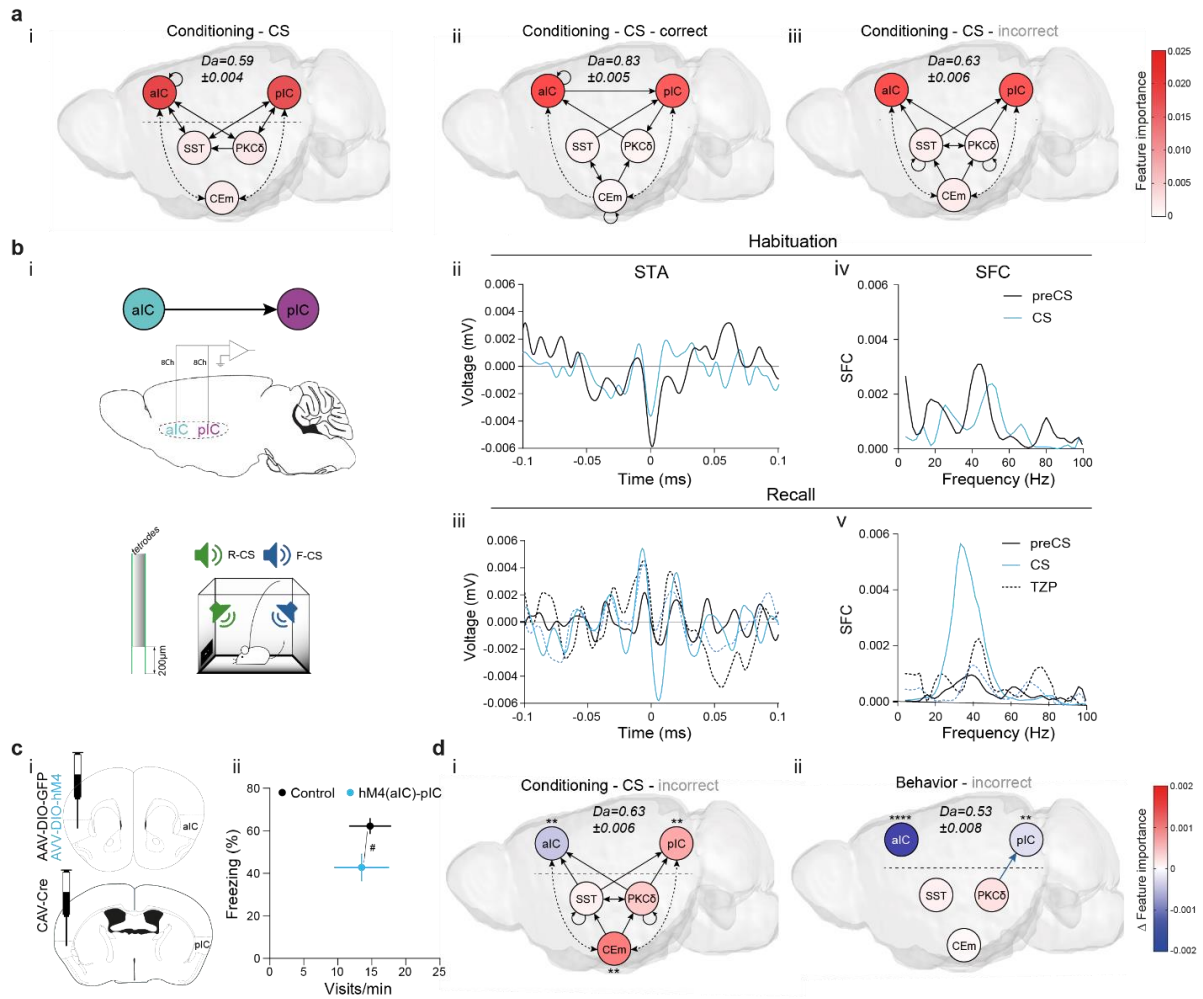 a
i
Conditioning - CS
Da=0.59
±0.004
aIC
pIC
SST
PKCδ
CEm
ii
Conditioning - CS - correct
Da=0.83
±0.005
aIC
pIC
SST
PKCδ
CEm
iii
Conditioning - CS - incorrect
Da=0.63
±0.006
aIC
pIC
SST
PKCδ
CEm
0.025
0.020
0.015
0.010
0.005
0
Feature importance
b
i
aIC
pIC
8Ch
8Ch
aIC pIC
tetrodes
200μm
R-CS
F-CS
Habituation
ii
STA
0.006
0.004
0.002
0.000
-0.002
-0.004
-0.006
Voltage (mV)
-0.1 -0.05 0 0.05 0.1
Time (ms)
iv
SFC
0.006
0.004
0.002
0.000
SFC
preCS
CS
0 20 40 60 80 100
Frequency (Hz)
Recall
iii
0.006
0.004
0.002
0.000
-0.002
-0.004
-0.006
Voltage (mV)
-0.1 -0.05 0 0.05 0.1
Time (ms)
v
0.006
0.004
0.002
0.000
SFC
preCS
CS
TZP
0 20 40 60 80 100
Frequency (Hz)
c
i
AAV-DIO-GFP
AVV-DIO-hM4
aIC
CAV-Cre
pIC
ii
Control
hM4(aIC)-pIC
80
60
40
20
0
Freezing (%)
#
0 5 10 15 20 25
Visits/min
d
i
Conditioning - CS - incorrect
Da=0.63
±0.006
**
aIC
**
pIC
SST
PKCδ
CEm
**
ii
Behavior - incorrect
Da=0.53
±0.008
****
aIC
**
pIC
SST
PKCδ
CEm
0.002
0.001
0
-0.001
-0.002
Δ Feature importance